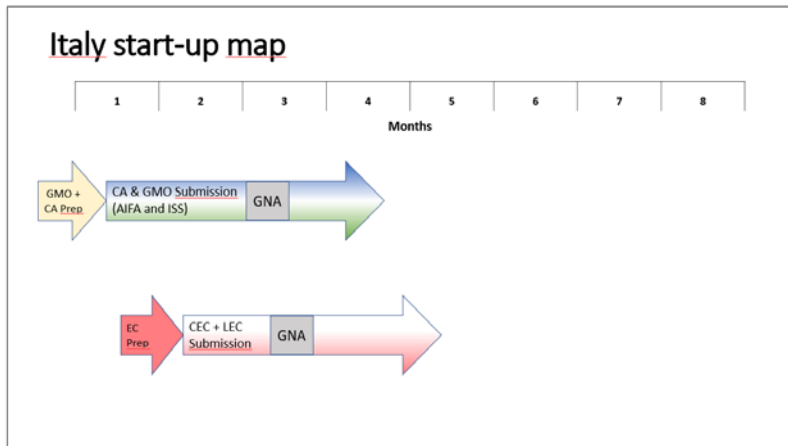 Italy start-up map
1 2 3 4 5 6 7 8
Months
GMO +
CA Prep
CA & GMO Submission
(AIFA and ISS)
GNA
EC
Prep
CEC + LEC
Submission
GNA